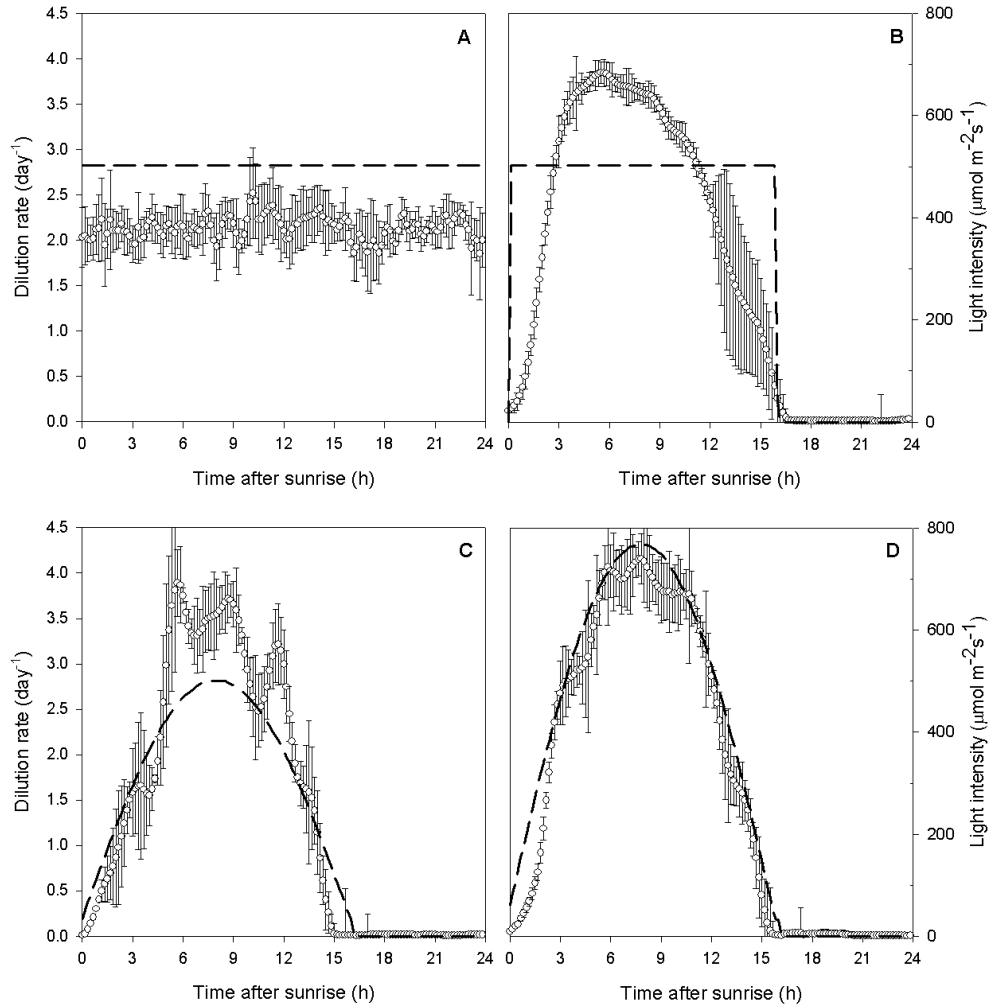 A
B
4.5
4.0
3.5
3.0
2.5
2.0
1.5
1.0
0.5
0.0
Dilution rate (day-1)
800
600
400
200
0
Light intensity (µmol m-2s-1)
0 3 6 9 12 15 18 21 24
0 3 6 9 12 15 18 21 24
Time after sunrise (h)
Time after sunrise (h)
C
D
4.5
4.0
3.5
3.0
2.5
2.0
1.5
1.0
0.5
0.0
Dilution rate (day-1)
800
600
400
200
0
Light intensity (µmol m-2s-1)
0 3 6 9 12 15 18 21 24
0 3 6 9 12 15 18 21 24
Time after sunrise (h)
Time after sunrise (h)